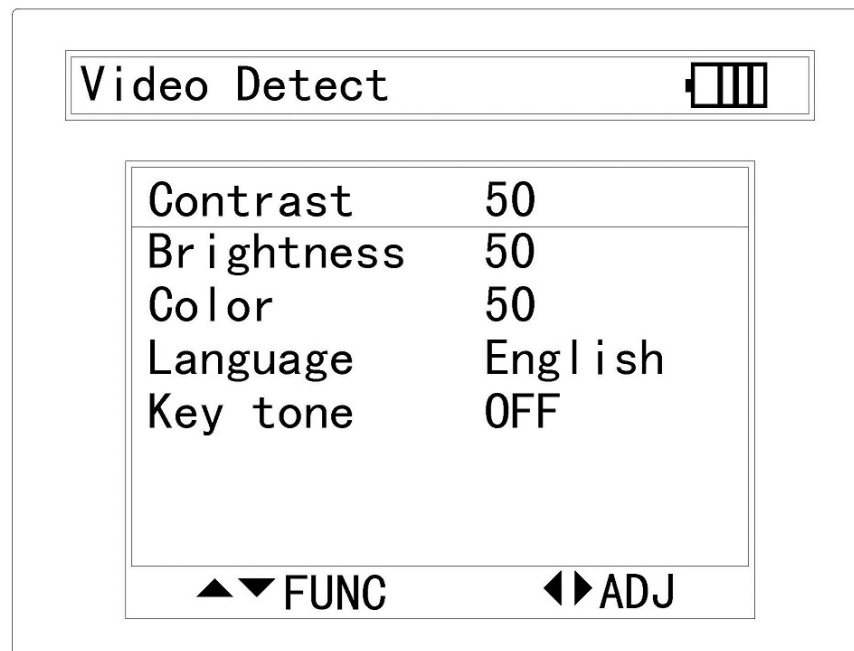 Video Detect
Contrast 50
Brightness 50
Color 50
Language English
Key tone OFF
▲▼FUNC ◀▶ADJ